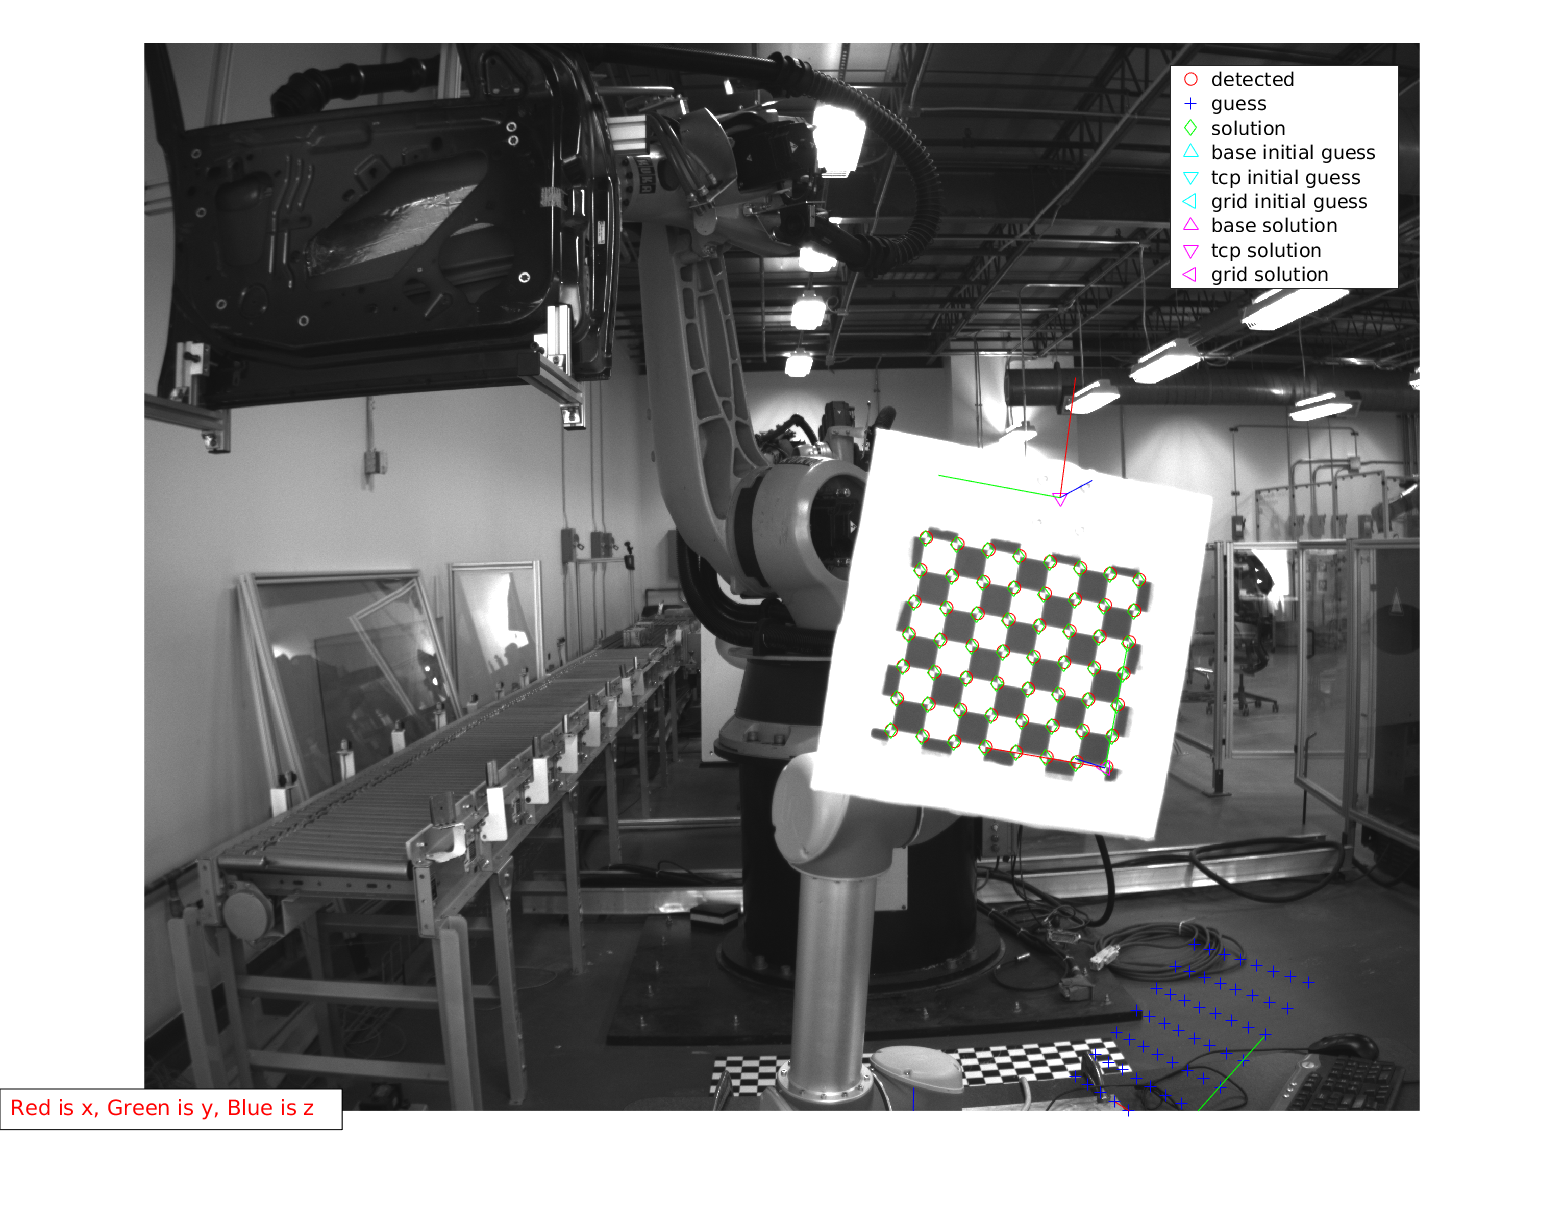 detected
guess
solution
base initial guess
tcp initial guess
grid initial guess
base solution
tcp solution
grid solution
Red is x, Green is y, Blue is z